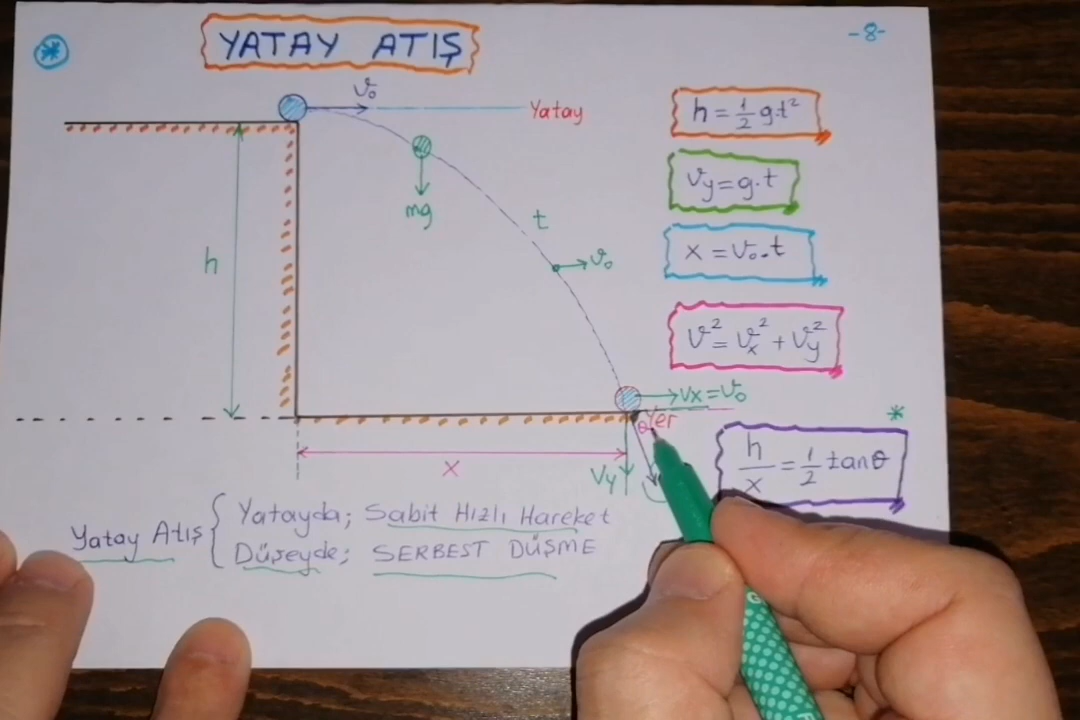 YATAY ATIŞ
-8-
v₀
Yatay
mg
t
v₀
h
h = 1/2 g.t²
Vy = g.t
x = V₀.t
V² = Vx² + Vy²
Vx = V₀
Yer
θ
Vy
x
*
h/x = 1/2 tanθ
Yatay Atış { Yatayda; Sabit Hızlı Hareket
Düşeyde; SERBEST DÜŞME